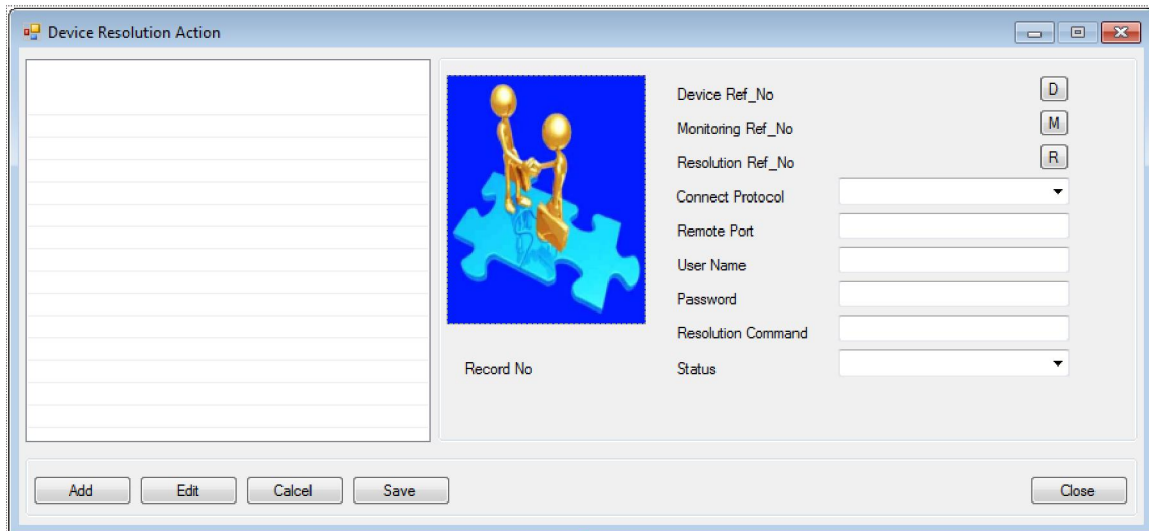 Device Resolution Action
Device Ref_No D
Monitoring Ref_No M
Resolution Ref_No R
Connect Protocol
Remote Port
User Name
Password
Resolution Command
Record No Status
Add Edit Calcel Save Close